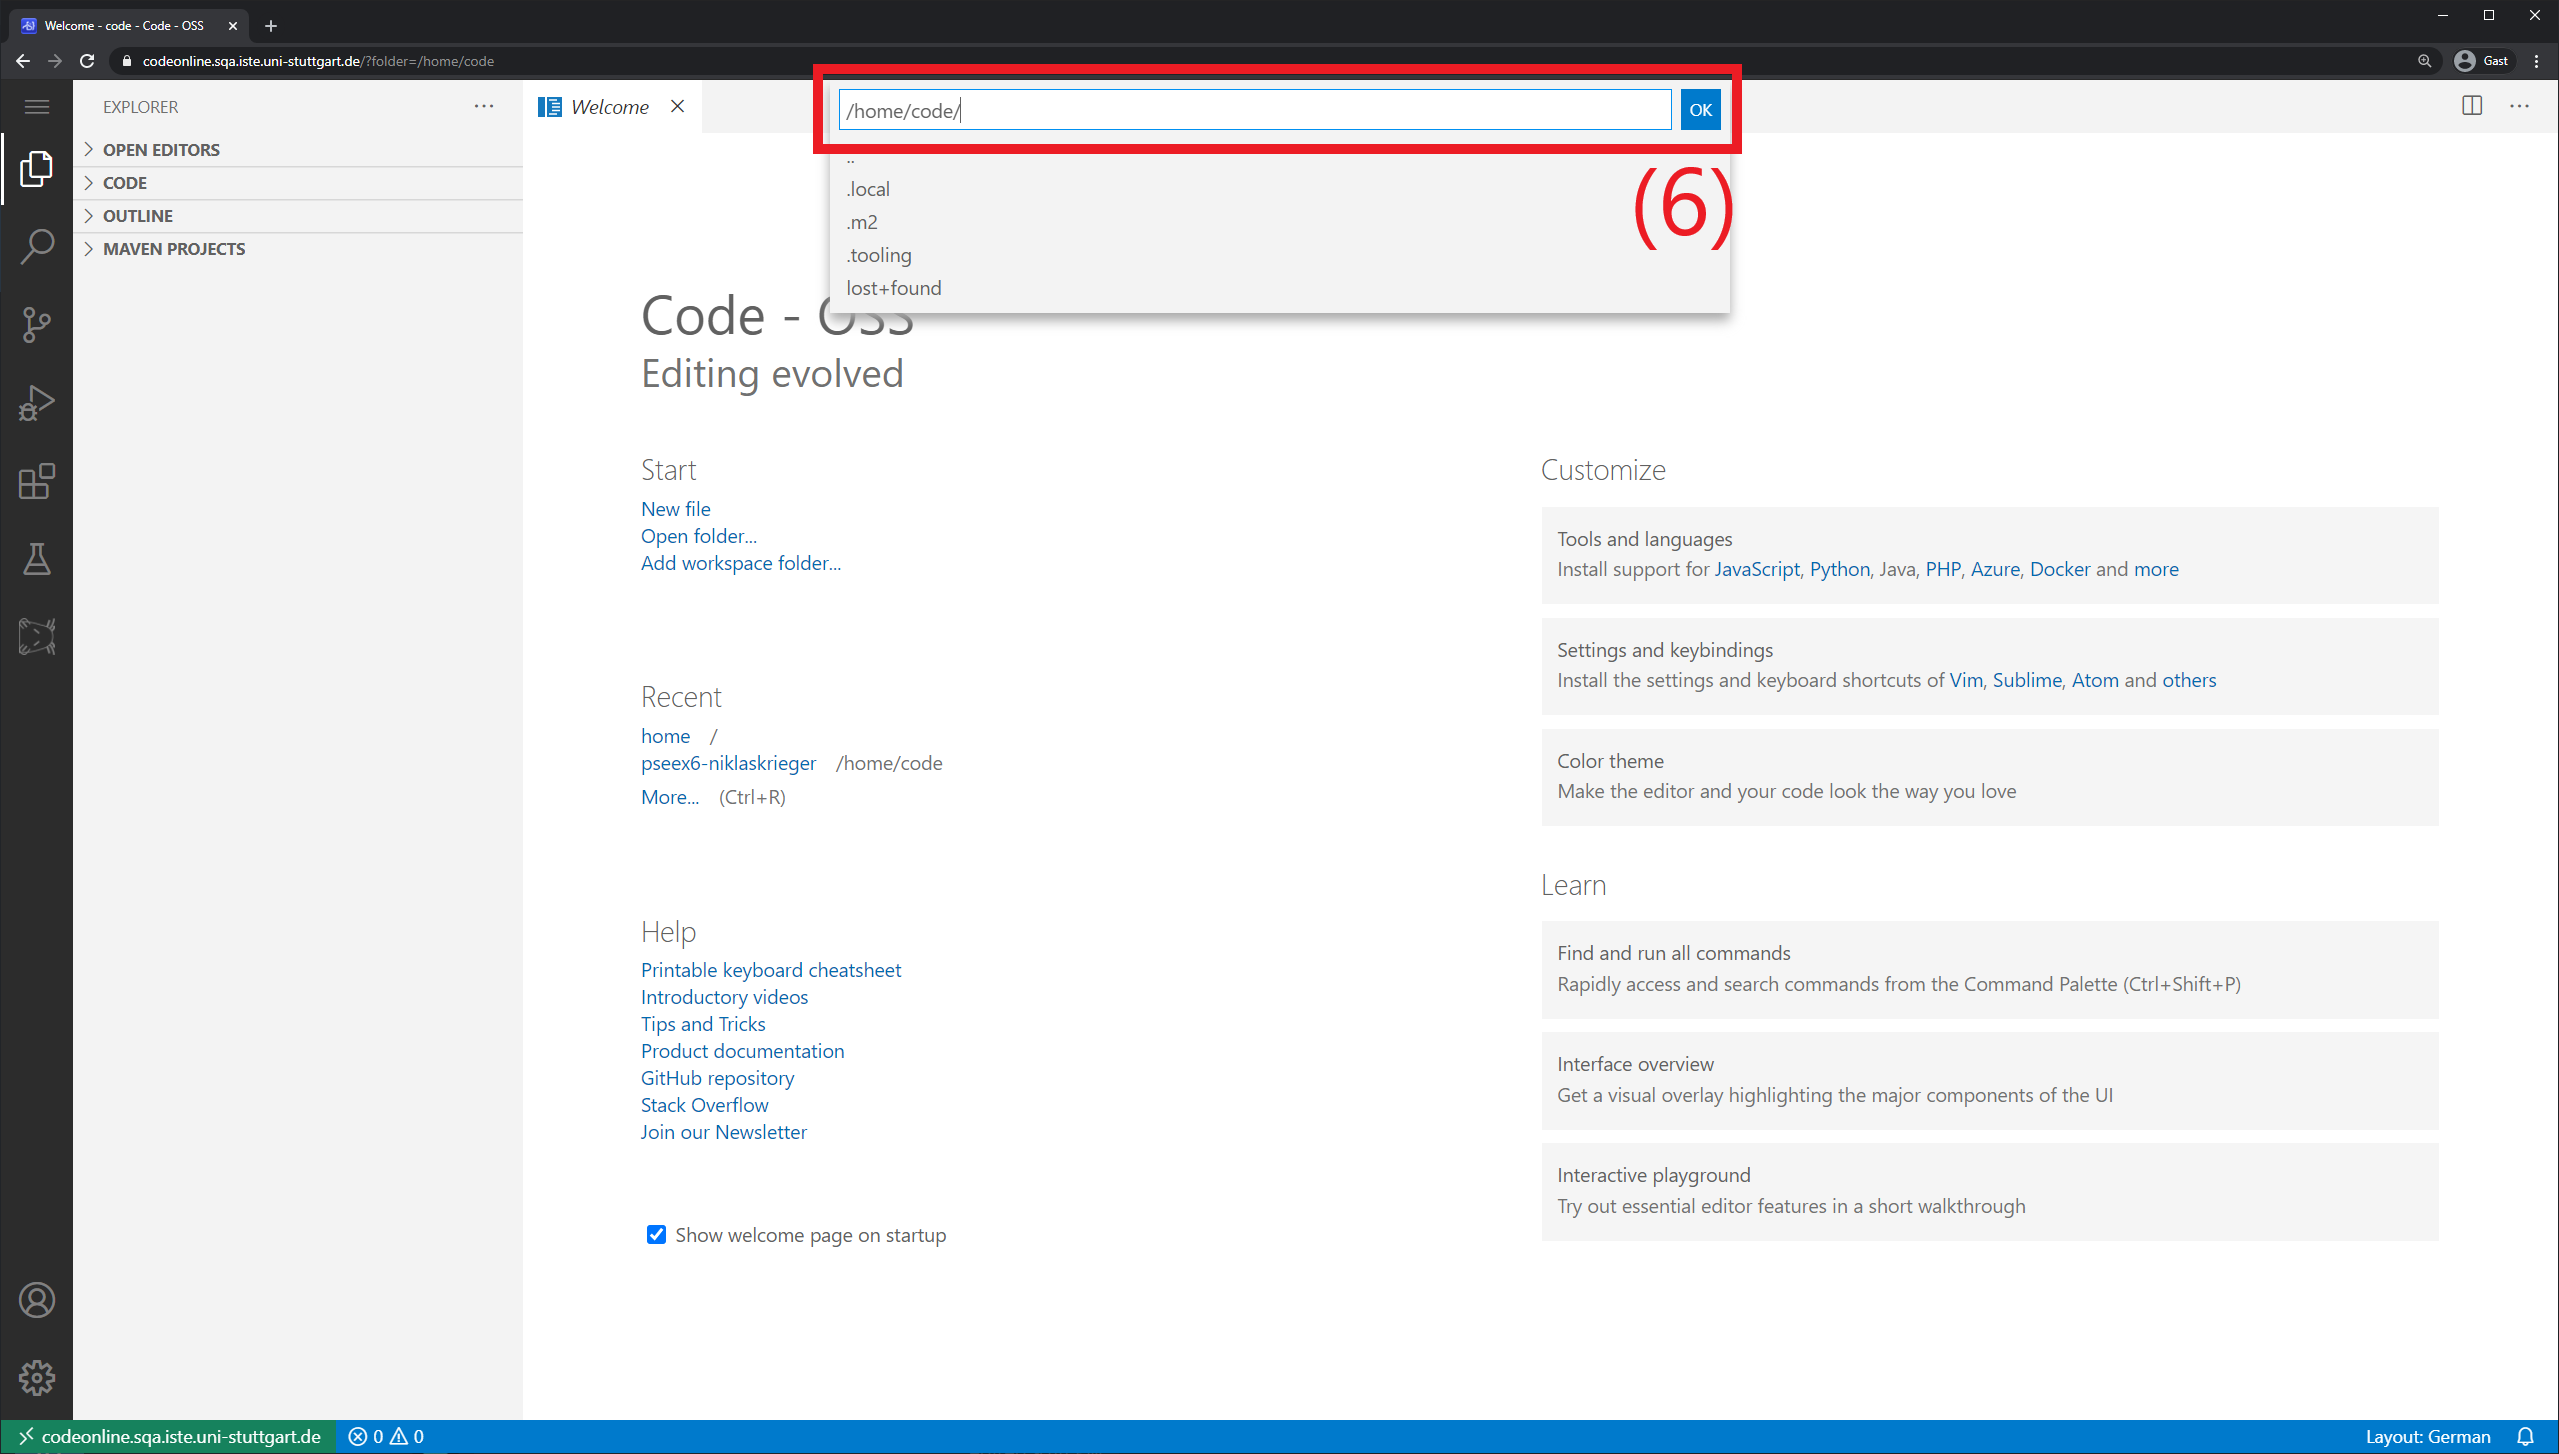 Welcome - code - Code - OSS
codeonline.sqa.iste.uni-stuttgart.de/?folder=/home/code
Gast
EXPLORER
OPEN EDITORS
CODE
OUTLINE
MAVEN PROJECTS
Welcome
/home/code/
OK
..
.local
.m2
.tooling
lost+found
(6)
Code - OSS
Editing evolved
Start
New file
Open folder...
Add workspace folder...
Recent
home /
pseex6-niklaskrieger /home/code
More... (Ctrl+R)
Help
Printable keyboard cheatsheet
Introductory videos
Tips and Tricks
Product documentation
GitHub repository
Stack Overflow
Join our Newsletter
Show welcome page on startup
Customize
Tools and languages
Install support for JavaScript, Python, Java, PHP, Azure, Docker and more
Settings and keybindings
Install the settings and keyboard shortcuts of Vim, Sublime, Atom and others
Color theme
Make the editor and your code look the way you love
Learn
Find and run all commands
Rapidly access and search commands from the Command Palette (Ctrl+Shift+P)
Interface overview
Get a visual overlay highlighting the major components of the UI
Interactive playground
Try out essential editor features in a short walkthrough
codeonline.sqa.iste.uni-stuttgart.de 0 0
Layout: German